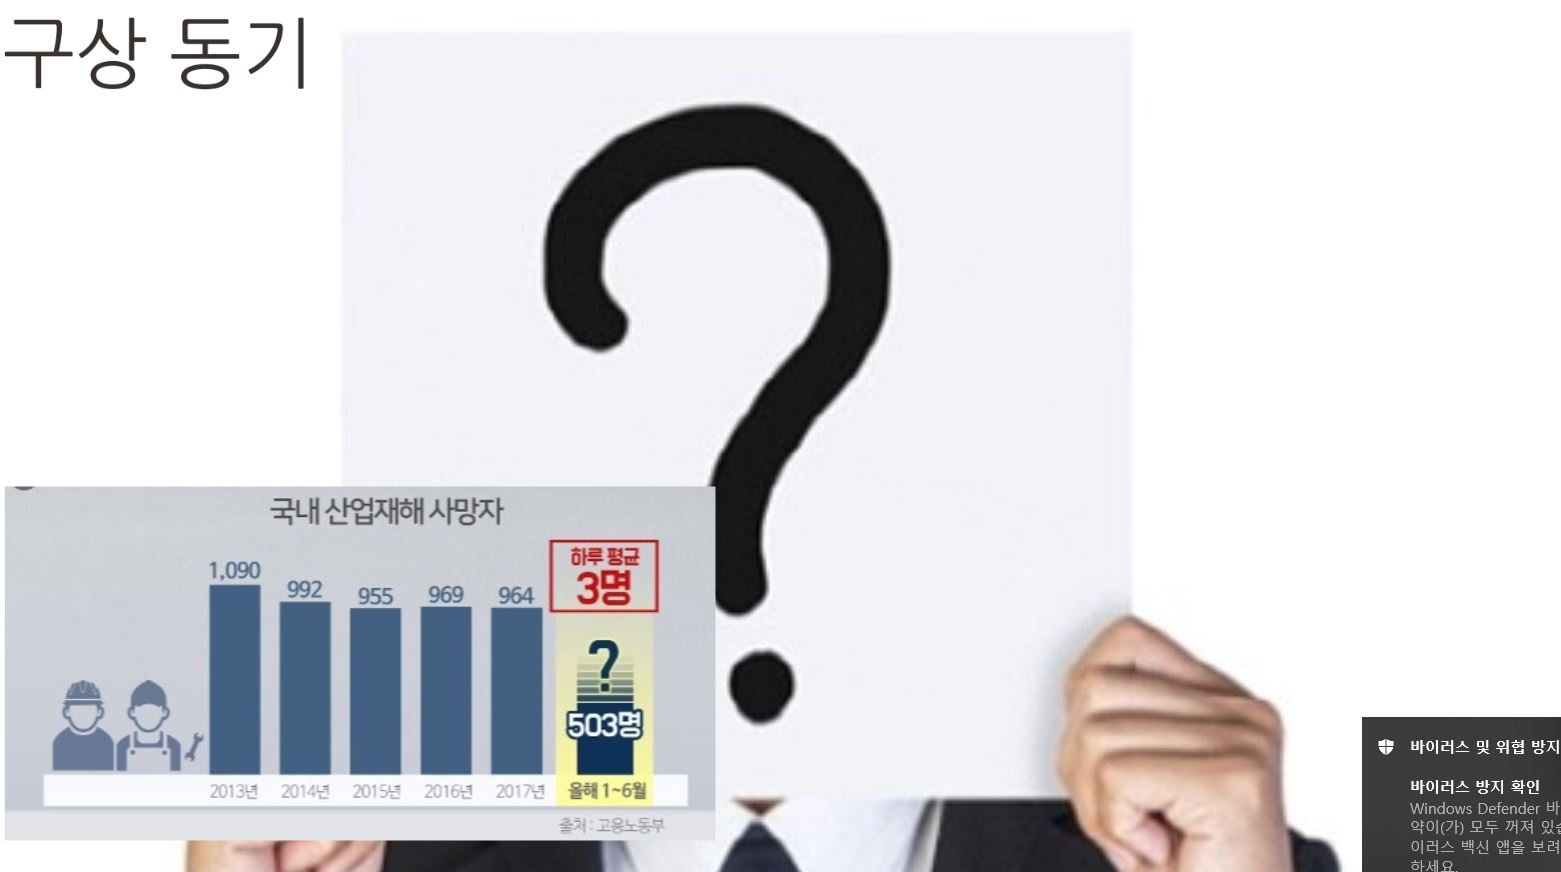 구상 동기
국내 산업재해 사망자
하루 평균
3명
1,090
992
955
969
964
?
503명
2013년
2014년
2015년
2016년
2017년
올해 1~6월
출처 : 고용노동부
?
바이러스 및 위협 방지
바이러스 방지 확인
Windows Defender 바
약이(가) 모두 꺼져 있
이러스 백신 앱을 보려
하세요.